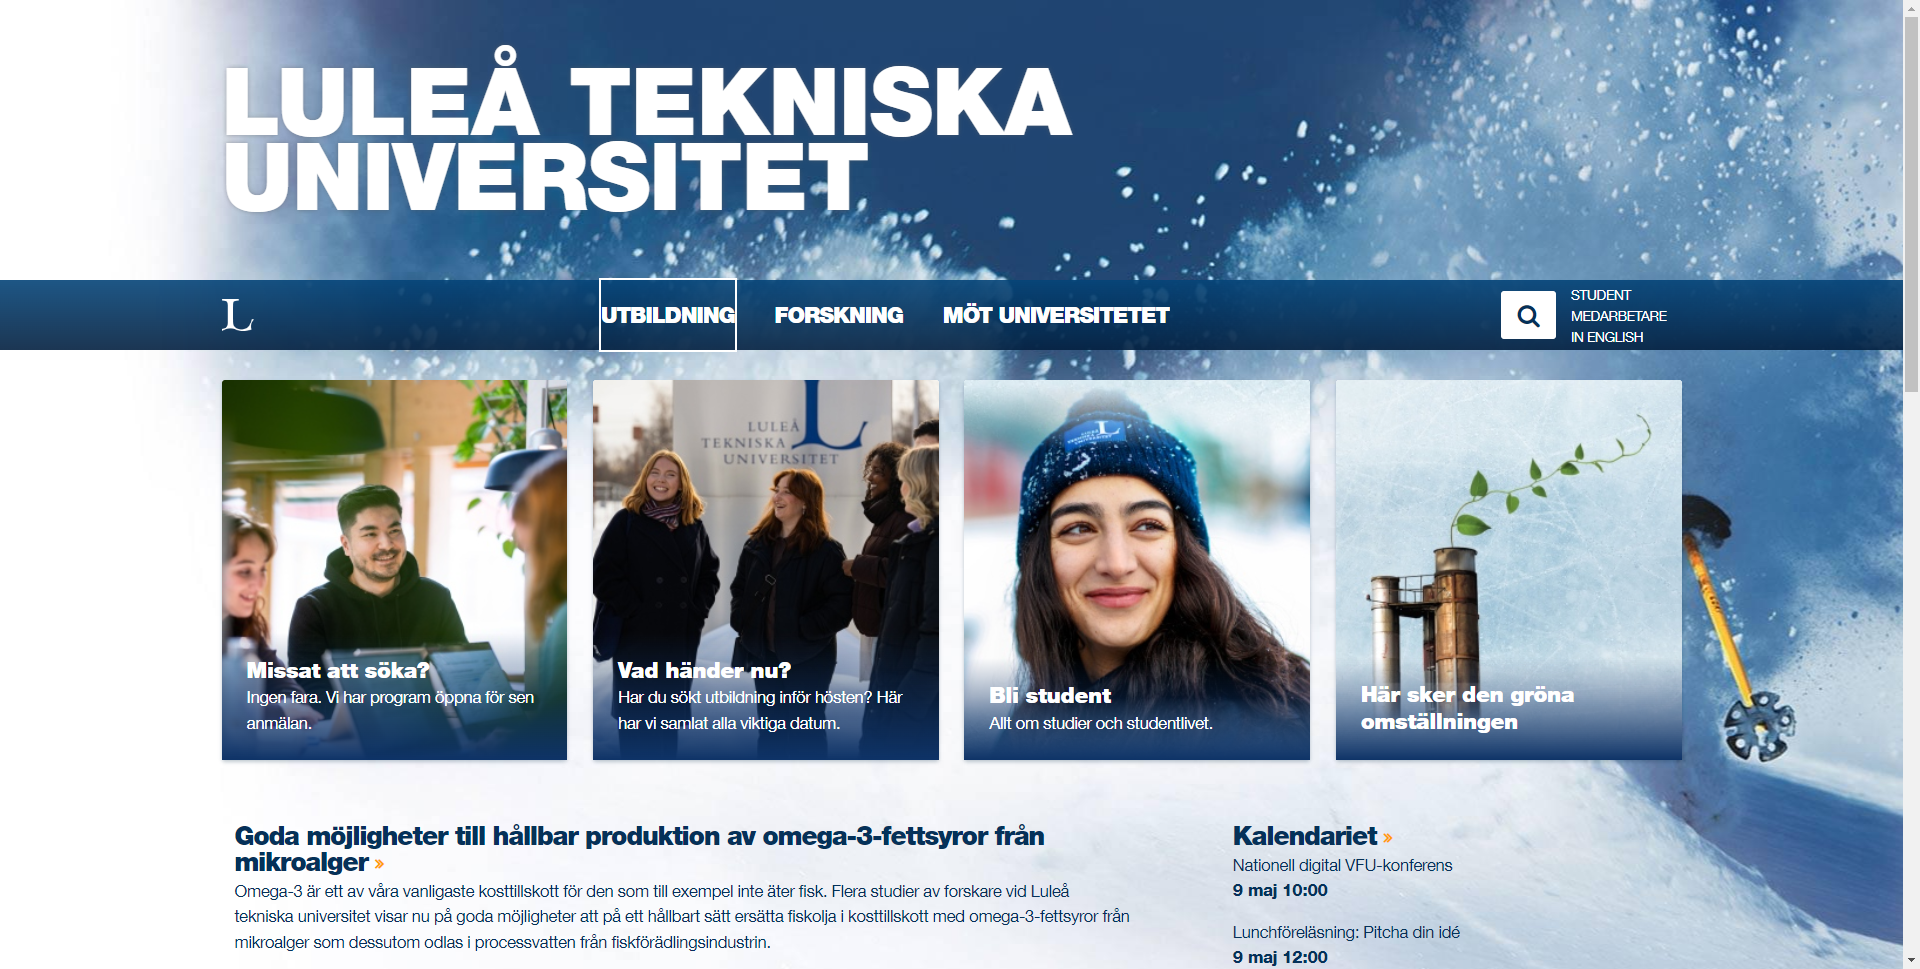 LULEÅ TEKNISKA
UNIVERSITET
L
UTBILDNING
FORSKNING
MÖT UNIVERSITETET
STUDENT
MEDARBETARE
IN ENGLISH
Missat att söka?
Ingen fara. Vi har program öppna för sen
anmälan.
LULEÅ
TEKNISKA
UNIVERSITET
L
Vad händer nu?
Har du sökt utbildning inför hösten? Här
har vi samlat alla viktiga datum.
LULEÅ
TEKNISKA
UNIVERSITET
L
Bli student
Allt om studier och studentlivet.
Här sker den gröna
omställningen
Goda möjligheter till hållbar produktion av omega-3-fettsyror från
mikroalger »
Omega-3 är ett av våra vanligaste kosttillskott för den som till exempel inte äter fisk. Flera studier av forskare vid Luleå
tekniska universitet visar nu på goda möjligheter att på ett hållbart sätt ersätta fiskolja i kosttillskott med omega-3-fettsyror från
mikroalger som dessutom odlas i processvatten från fiskförädlingsindustrin.
Kalendariet »
Nationell digital VFU-konferens
9 maj 10:00
Lunchföreläsning: Pitcha din idé
9 maj 12:00